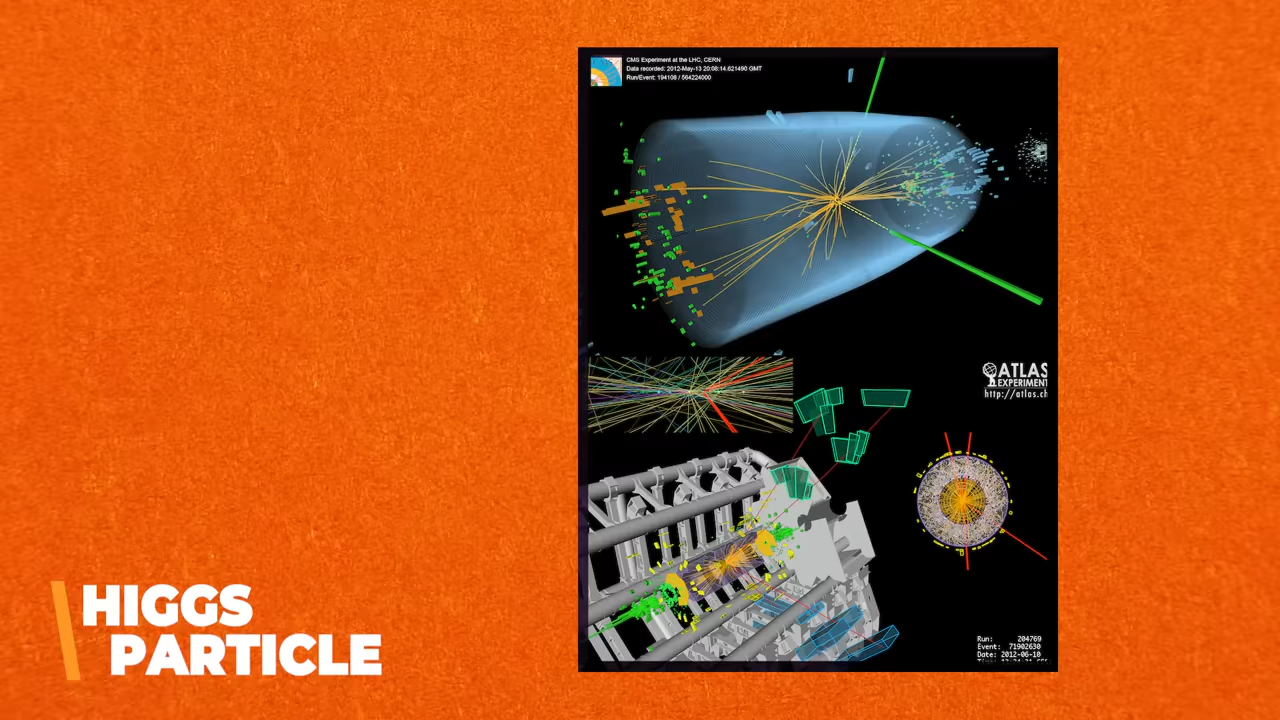 CMS Experiment at the LHC, CERN
Data recorded: 2012-May-13 20:08:14.621490 GMT
Run/Event: 194108 / 564224000
ATLAS
EXPERIMENT
http://atlas.ch
Run: 204769
Event: 71902630
Date: 2012-06-10
HIGGS
PARTICLE